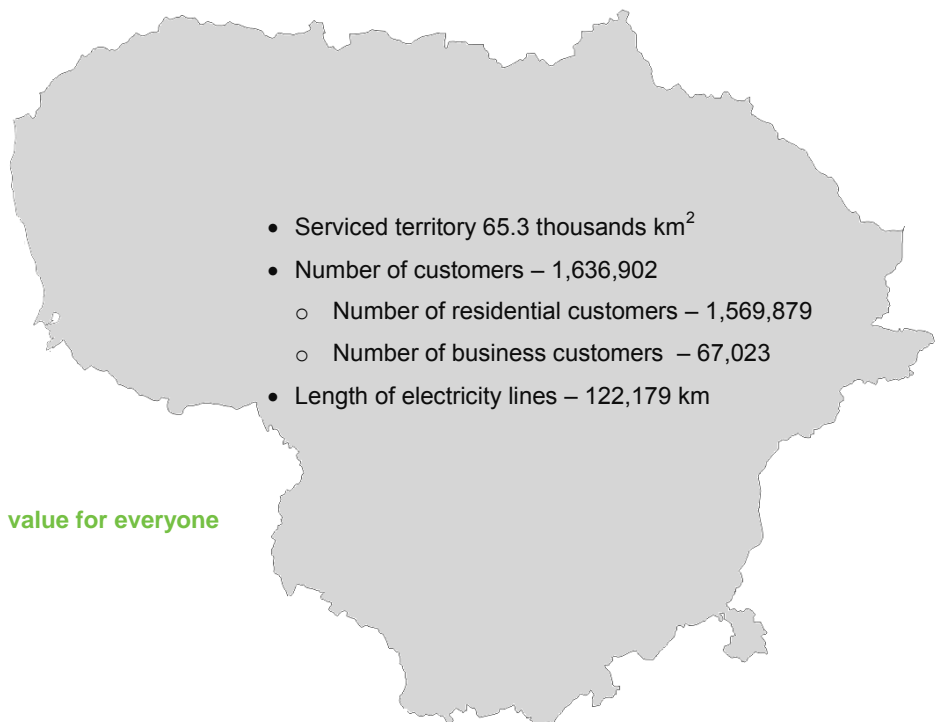 • Serviced territory 65.3 thousands km²
• Number of customers – 1,636,902
o Number of residential customers – 1,569,879
o Number of business customers – 67,023
• Length of electricity lines – 122,179 km
value for everyone